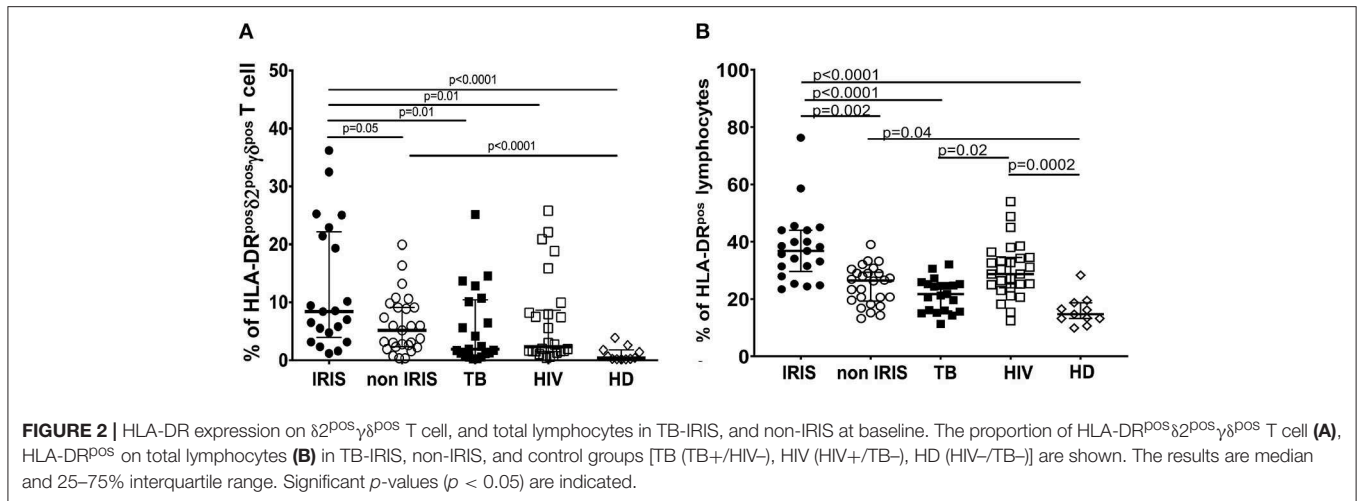 A
% of HLA-DRᵖᵒˢδ2ᵖᵒˢγδᵖᵒˢ T cell
50
40
30
20
10
0
p<0.0001
p=0.01
p=0.01
p=0.05
p<0.0001
IRIS non IRIS TB HIV HD
B
% of HLA-DRᵖᵒˢ lymphocytes
100
80
60
40
20
0
p<0.0001
p<0.0001
p=0.002
p=0.04
p=0.02
p=0.0002
IRIS non IRIS TB HIV HD
FIGURE 2 | HLA-DR expression on δ2ᵖᵒˢγδᵖᵒˢ T cell, and total lymphocytes in TB-IRIS, and non-IRIS at baseline. The proportion of HLA-DRᵖᵒˢδ2ᵖᵒˢγδᵖᵒˢ T cell (A),
HLA-DRᵖᵒˢ on total lymphocytes (B) in TB-IRIS, non-IRIS, and control groups [TB (TB+/HIV–), HIV (HIV+/TB–), HD (HIV–/TB–)] are shown. The results are median
and 25–75% interquartile range. Significant p-values (p < 0.05) are indicated.